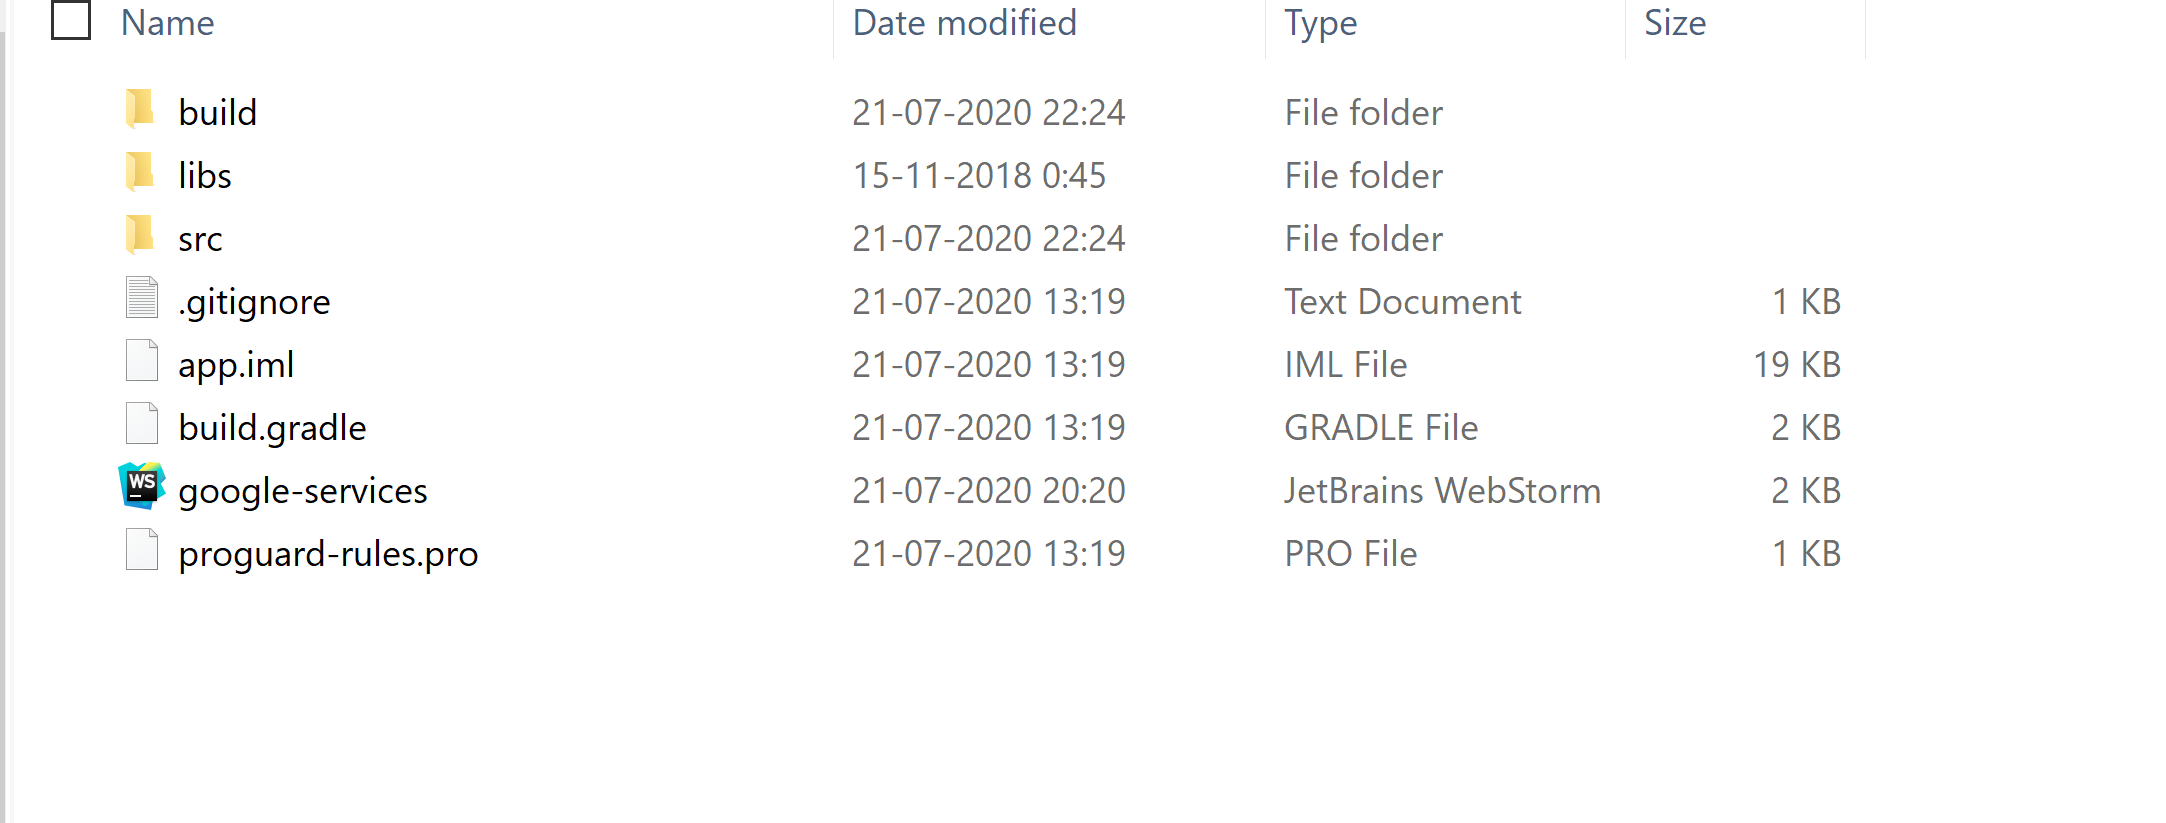 Name Date modified Type Size
build 21-07-2020 22:24 File folder
libs 15-11-2018 0:45 File folder
src 21-07-2020 22:24 File folder
.gitignore 21-07-2020 13:19 Text Document 1 KB
app.iml 21-07-2020 13:19 IML File 19 KB
build.gradle 21-07-2020 13:19 GRADLE File 2 KB
WS google-services 21-07-2020 20:20 JetBrains WebStorm 2 KB
proguard-rules.pro 21-07-2020 13:19 PRO File 1 KB